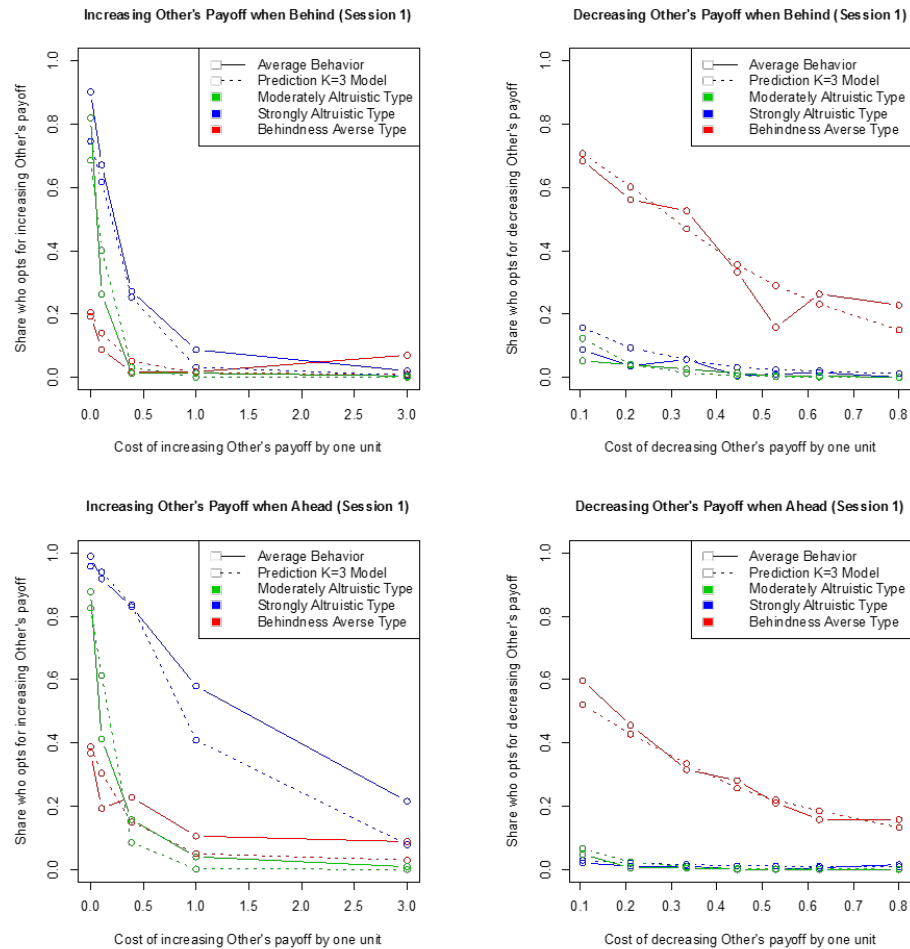 Increasing Other's Payoff when Behind (Session 1)
Share who opts for increasing Other's payoff
1.0
0.8
0.6
0.4
0.2
0.0
Average Behavior
Prediction K=3 Model
Moderately Altruistic Type
Strongly Altruistic Type
Behindness Averse Type
0.0 0.5 1.0 1.5 2.0 2.5 3.0
Cost of increasing Other's payoff by one unit
Decreasing Other's Payoff when Behind (Session 1)
Share who opts for decreasing Other's payoff
1.0
0.8
0.6
0.4
0.2
0.0
Average Behavior
Prediction K=3 Model
Moderately Altruistic Type
Strongly Altruistic Type
Behindness Averse Type
0.1 0.2 0.3 0.4 0.5 0.6 0.7 0.8
Cost of decreasing Other's payoff by one unit
Increasing Other's Payoff when Ahead (Session 1)
Share who opts for increasing Other's payoff
1.0
0.8
0.6
0.4
0.2
0.0
Average Behavior
Prediction K=3 Model
Moderately Altruistic Type
Strongly Altruistic Type
Behindness Averse Type
0.0 0.5 1.0 1.5 2.0 2.5 3.0
Cost of increasing Other's payoff by one unit
Decreasing Other's Payoff when Ahead (Session 1)
Share who opts for decreasing Other's payoff
1.0
0.8
0.6
0.4
0.2
0.0
Average Behavior
Prediction K=3 Model
Moderately Altruistic Type
Strongly Altruistic Type
Behindness Averse Type
0.1 0.2 0.3 0.4 0.5 0.6 0.7 0.8
Cost of decreasing Other's payoff by one unit